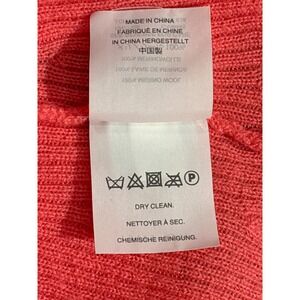 MADE IN CHINA
FABRIQUÉ EN CHINE
IN CHINA HERGESTELLT
中国製
P
DRY CLEAN.
NETTOYER À SEC.
CHEMISCHE REINIGUNG.